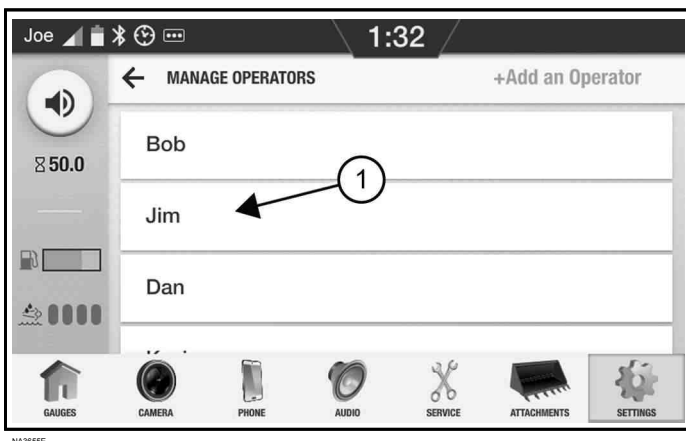 Joe 1:32
MANAGE OPERATORS +Add an Operator
Bob
1
50.0
Jim
Dan
GAUGES CAMERA PHONE AUDIO SERVICE ATTACHMENTS SETTINGS